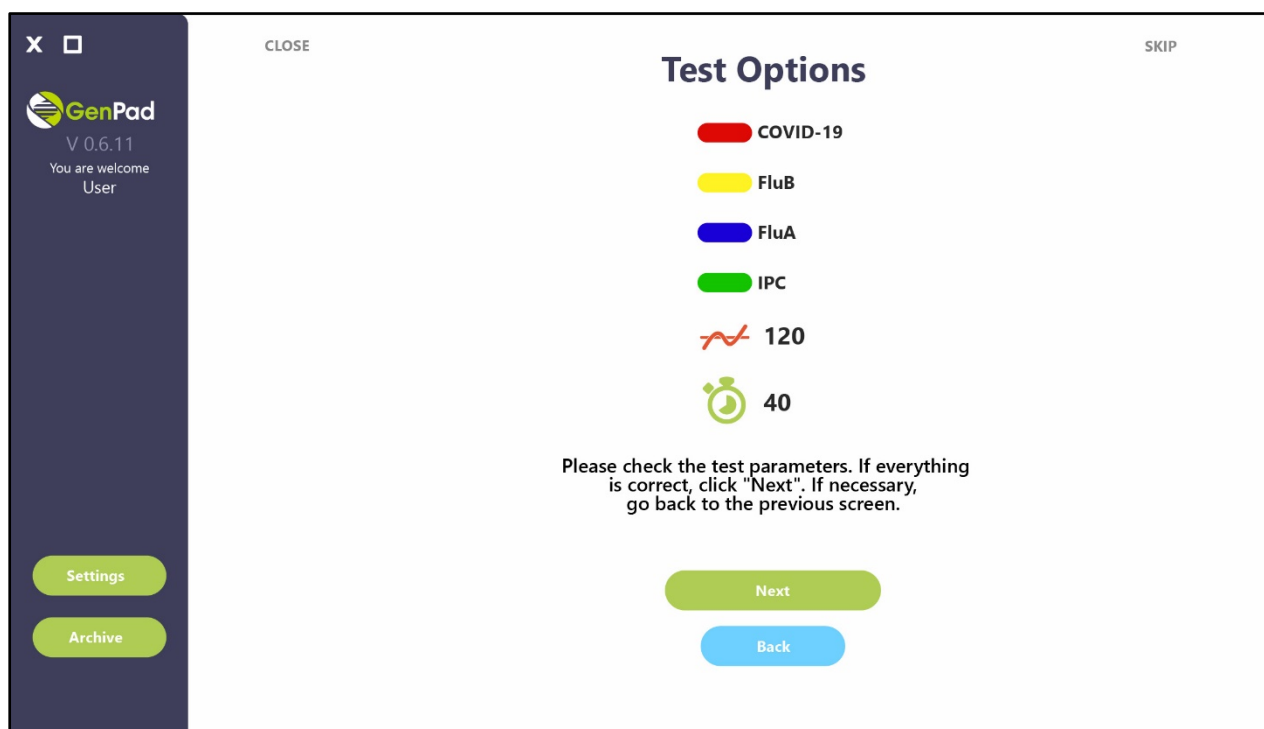 X
CLOSE
SKIP
Test Options
GenPad
V 0.6.11
You are welcome
User
COVID-19
FluB
FluA
IPC
120
40
Please check the test parameters. If everything
is correct, click "Next". If necessary,
go back to the previous screen.
Settings
Archive
Next
Back